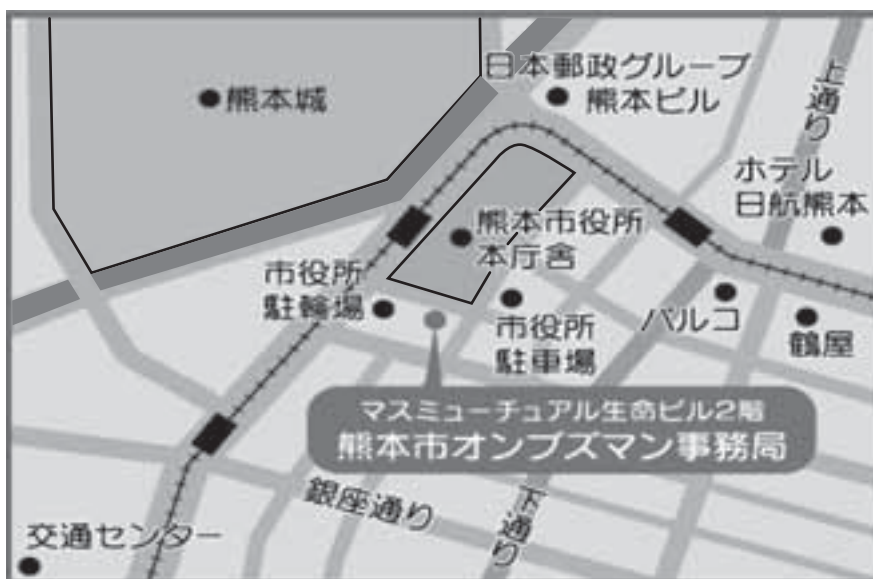 日本郵政グループ
熊本ビル
上通り
熊本城
ホテル
日航熊本
熊本市役所
本庁舎
市役所
駐輪場
市役所
駐車場
パルコ
鶴屋
マスミューチュアル生命ビル2階
熊本市オンブズマン事務局
銀座通り
下通り
交通センター